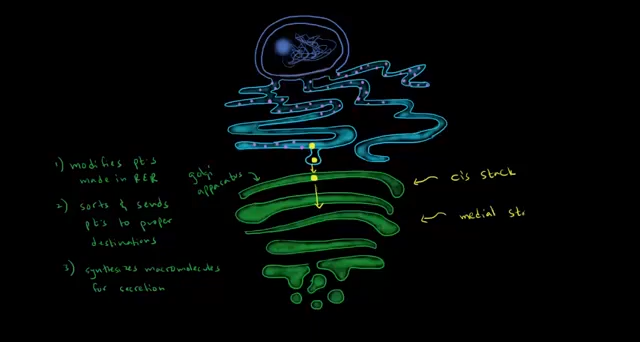 1) modifies pt's
made in RER
2) sorts & sends
pt's to proper
destinations
3) synthesizes macromolecules
for secretion
golgi
apparatus
cis stack
medial str